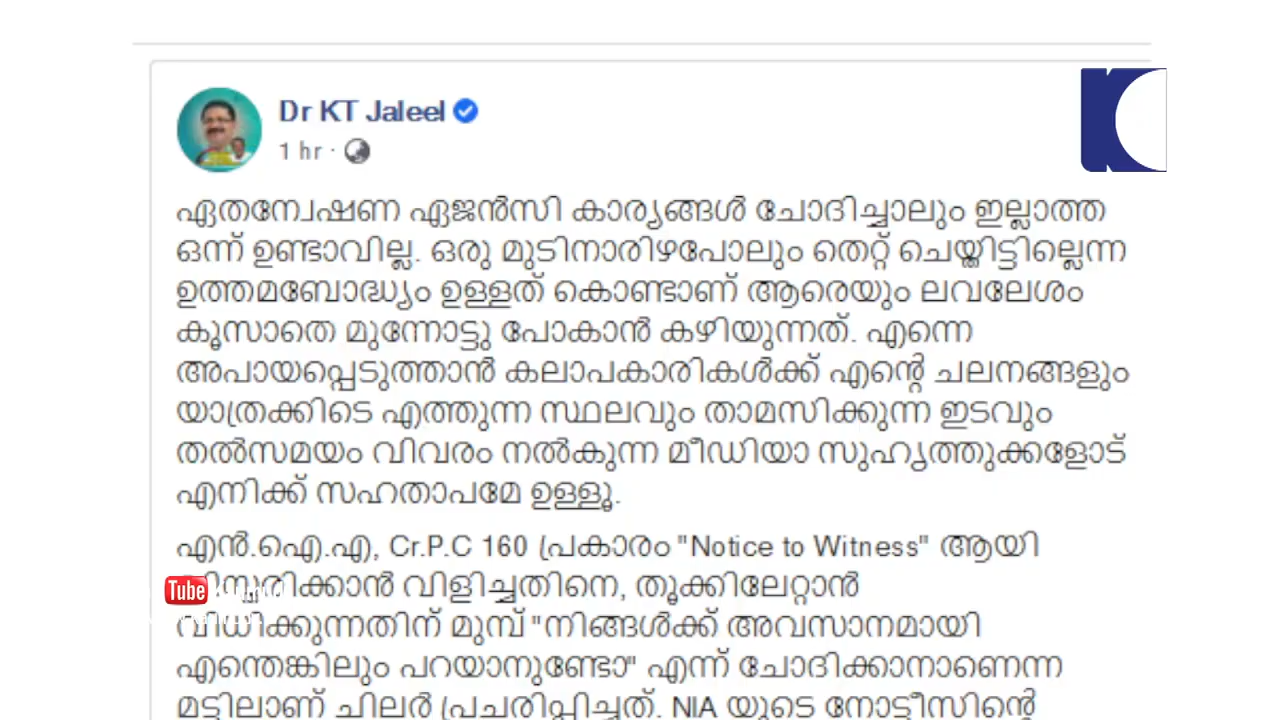 Dr KT Jaleel
1 hr ·
ഏതന്വേഷണ ഏജൻസി കാര്യങ്ങൾ ചോദിച്ചാലും ഇല്ലാത്ത
ഒന്ന് ഉണ്ടാവില്ല. ഒരു മുടിനാരിഴപോലും തെറ്റ് ചെയ്തിട്ടില്ലെന്ന
ഉത്തമബോദ്ധ്യം ഉള്ളത് കൊണ്ടാണ് ആരെയും ലവലേശം
കൂസാതെ മുന്നോട്ടു പോകാൻ കഴിയുന്നത്. എന്നെ
അപായപ്പെടുത്താൻ കലാപകാരികൾക്ക് എന്റെ ചലനങ്ങളും
യാത്രക്കിടെ എത്തുന്ന സ്ഥലവും താമസിക്കുന്ന ഇടവും
തൽസമയം വിവരം നൽകുന്ന മീഡിയാ സുഹൃത്തുക്കളോട്
എനിക്ക് സഹതാപമേ ഉള്ളൂ.
എൻ.ഐ.എ, Cr.P.C 160 പ്രകാരം "Notice to Witness" ആയി
വിളിച്ചതിനെ, തൂക്കിലേറ്റാൻ
Tube
വിധിക്കുന്നതിന് മുമ്പ് "നിങ്ങൾക്ക് അവസാനമായി
എന്തെങ്കിലും പറയാനുണ്ടോ" എന്ന് ചോദിക്കാനാണെന്ന
മട്ടിലാണ് ചിലർ പ്രചരിപ്പിച്ചത്. NIA യുടെ നോട്ടീസിന്റെ